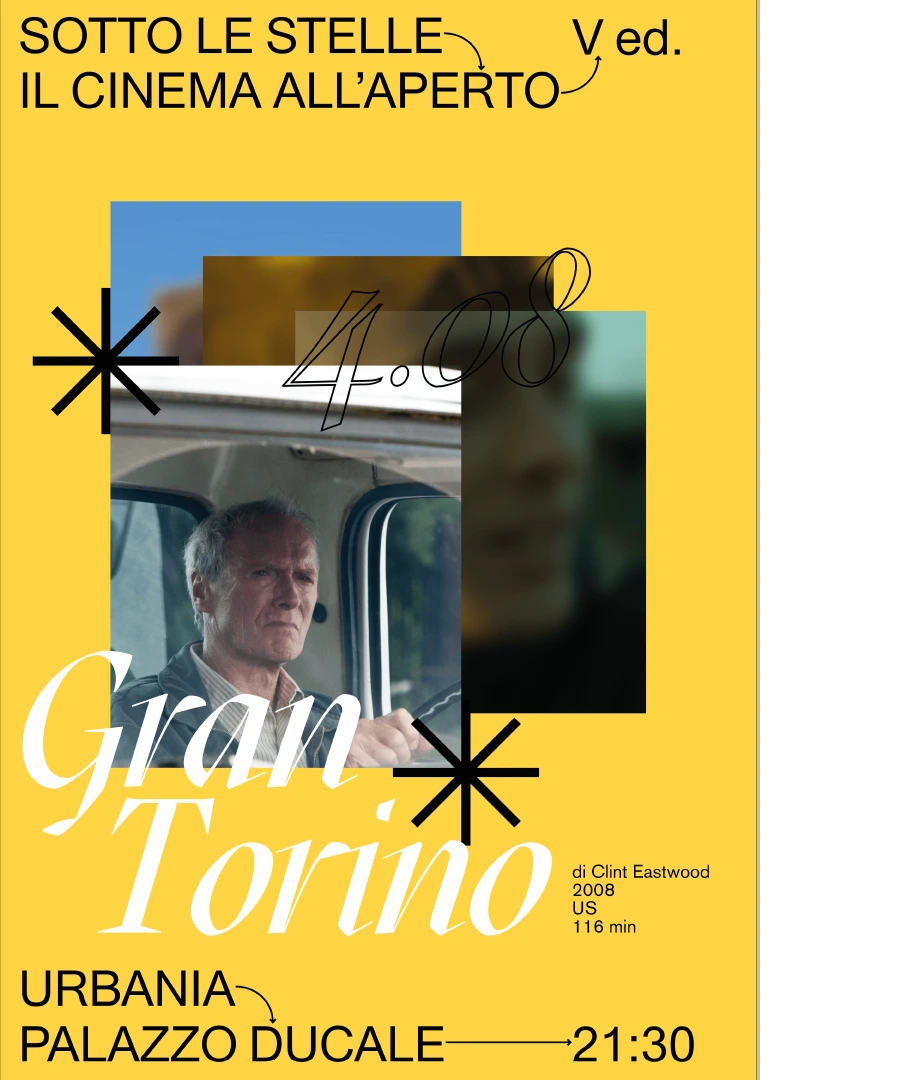 SOTTO LE STELLE
IL CINEMA ALL’APERTO
V ed.
4.08
Gran
Torino
di Clint Eastwood
2008
US
116 min
URBANIA
PALAZZO DUCALE
21:30